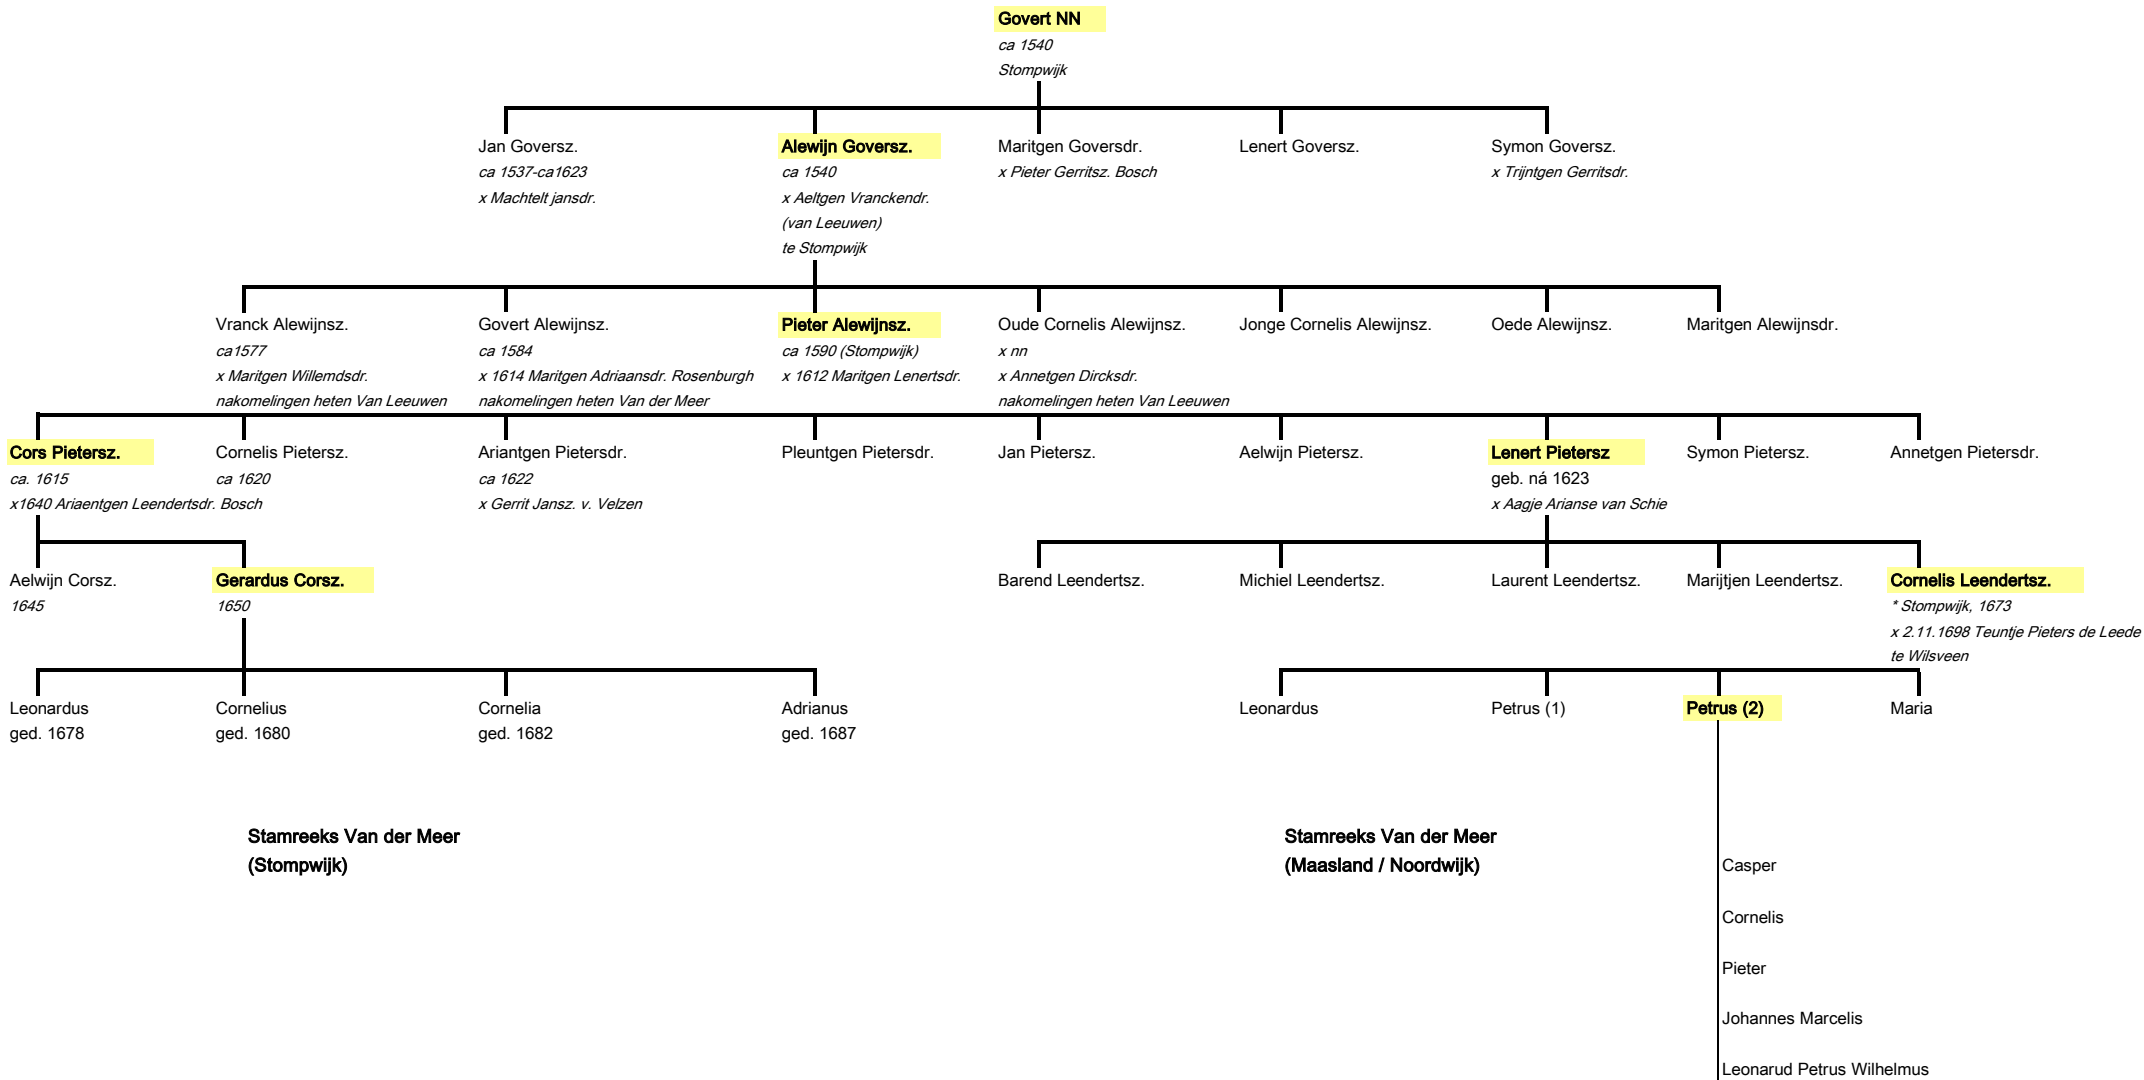 Govert NN
ca 1540
Stompwijk
Jan Goversz.
ca 1537-ca1623
x Machtelt jansdr.
Alewijn Goversz.
ca 1540
x Aeltgen Vranckendr.
(van Leeuwen)
te Stompwijk
Maritgen Goversdr.
x Pieter Gerritsz. Bosch
Lenert Goversz.
Symon Goversz.
x Trijntgen Gerritsdr.
Vranck Alewijnsz.
ca1577
x Maritgen Willemdsdr.
nakomelingen heten Van Leeuwen
Govert Alewijnsz.
ca 1584
x 1614 Maritgen Adriaansdr. Rosenburgh
nakomelingen heten Van der Meer
Pieter Alewijnsz.
ca 1590 (Stompwijk)
x 1612 Maritgen Lenertsdr.
Oude Cornelis Alewijnsz.
x nn
x Annetgen Dircksdr.
nakomelingen heten Van Leeuwen
Jonge Cornelis Alewijnsz.
Oede Alewijnsz.
Maritgen Alewijnsdr.
Cors Pietersz.
ca. 1615
x1640 Ariaentgen Leendertsdr. Bosch
Cornelis Pietersz.
ca 1620
Ariantgen Pietersdr.
ca 1622
x Gerrit Jansz. v. Velzen
Pleuntgen Pietersdr.
Jan Pietersz.
Aelwijn Pietersz.
Lenert Pietersz
geb. ná 1623
x Aagje Arianse van Schie
Symon Pietersz.
Annetgen Pietersdr.
Aelwijn Corsz.
1645
Gerardus Corsz.
1650
Barend Leendertsz.
Michiel Leendertsz.
Laurent Leendertsz.
Marijtjen Leendertsz.
Cornelis Leendertsz.
* Stompwijk, 1673
x 2.11.1698 Teuntje Pieters de Leede
te Wilsveen
Leonardus
ged. 1678
Cornelius
ged. 1680
Cornelia
ged. 1682
Adrianus
ged. 1687
Leonardus
Petrus (1)
Petrus (2)
Maria
Stamreeks Van der Meer
(Stompwijk)
Stamreeks Van der Meer
(Maasland / Noordwijk)
Casper
Cornelis
Pieter
Johannes Marcelis
Leonarud Petrus Wilhelmus